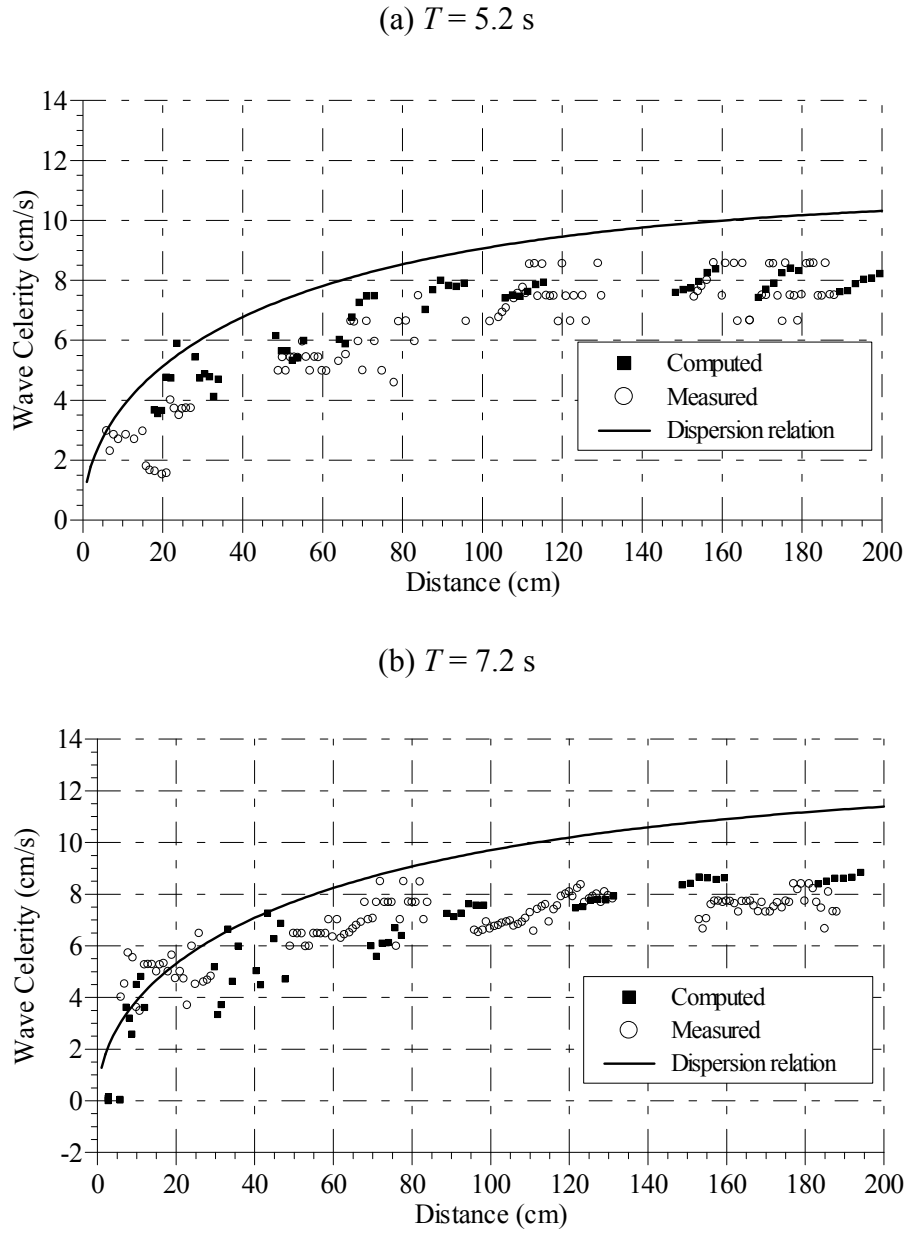 (a) T = 5.2 s
14
12
10
8
6
4
2
0
Wave Celerity (cm/s)
0 20 40 60 80 100 120 140 160 180 200
Distance (cm)
Computed
Measured
Dispersion relation
(b) T = 7.2 s
14
12
10
8
6
4
2
0
-2
Wave Celerity (cm/s)
0 20 40 60 80 100 120 140 160 180 200
Distance (cm)
Computed
Measured
Dispersion relation